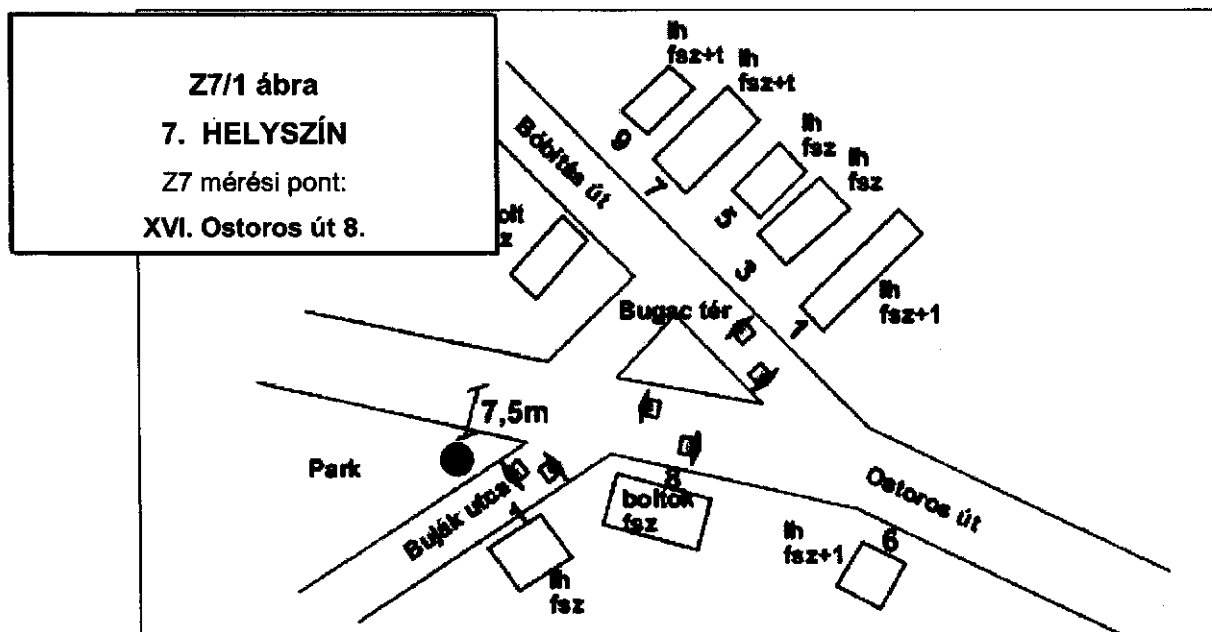 Z7/1 ábra
7. HELYSZÍN
Z7 mérési pont:
XVI. Ostoros út 8.
lh
fsz+t
lh
fsz+t
lh
fsz
lh
fsz
lh
fsz+1
Bóbitás út
9
7
5
3
1
olt
z
Bugac tér
7,5m
Park
Buják utca
1
lh
fsz
8
boltok
fsz
lh
fsz+1
6
Ostoros út